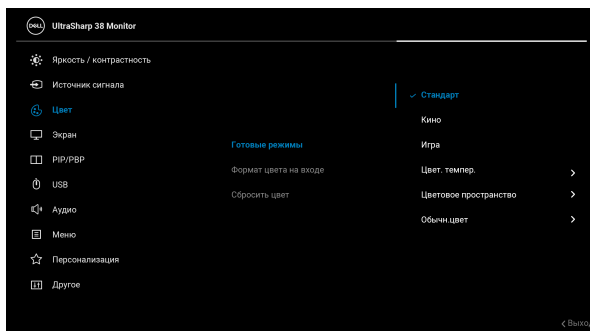 DELL UltraSharp 38 Monitor
Яркость / контрастность
Источник сигнала
Цвет
Экран
PIP/PBP
USB
Аудио
Меню
Персонализация
Другое
Готовые режимы
Формат цвета на входе
Сбросить цвет
Стандарт
Кино
Игра
Цвет. темпер.
Цветовое пространство
Обычн.цвет
Выход